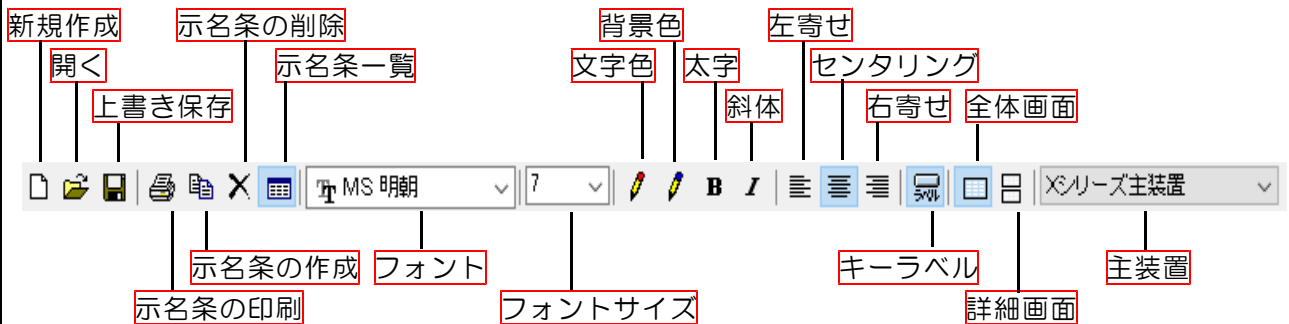 新規作成
示名条の削除
背景色
左寄せ
開く
示名条一覧
文字色
太字
センタリング
上書き保存
斜体
右寄せ
全体画面
MS 明朝
7
B
I
ラベル
Xシリーズ主装置
示名条の作成
フォント
キーラベル
主装置
示名条の印刷
フォントサイズ
詳細画面